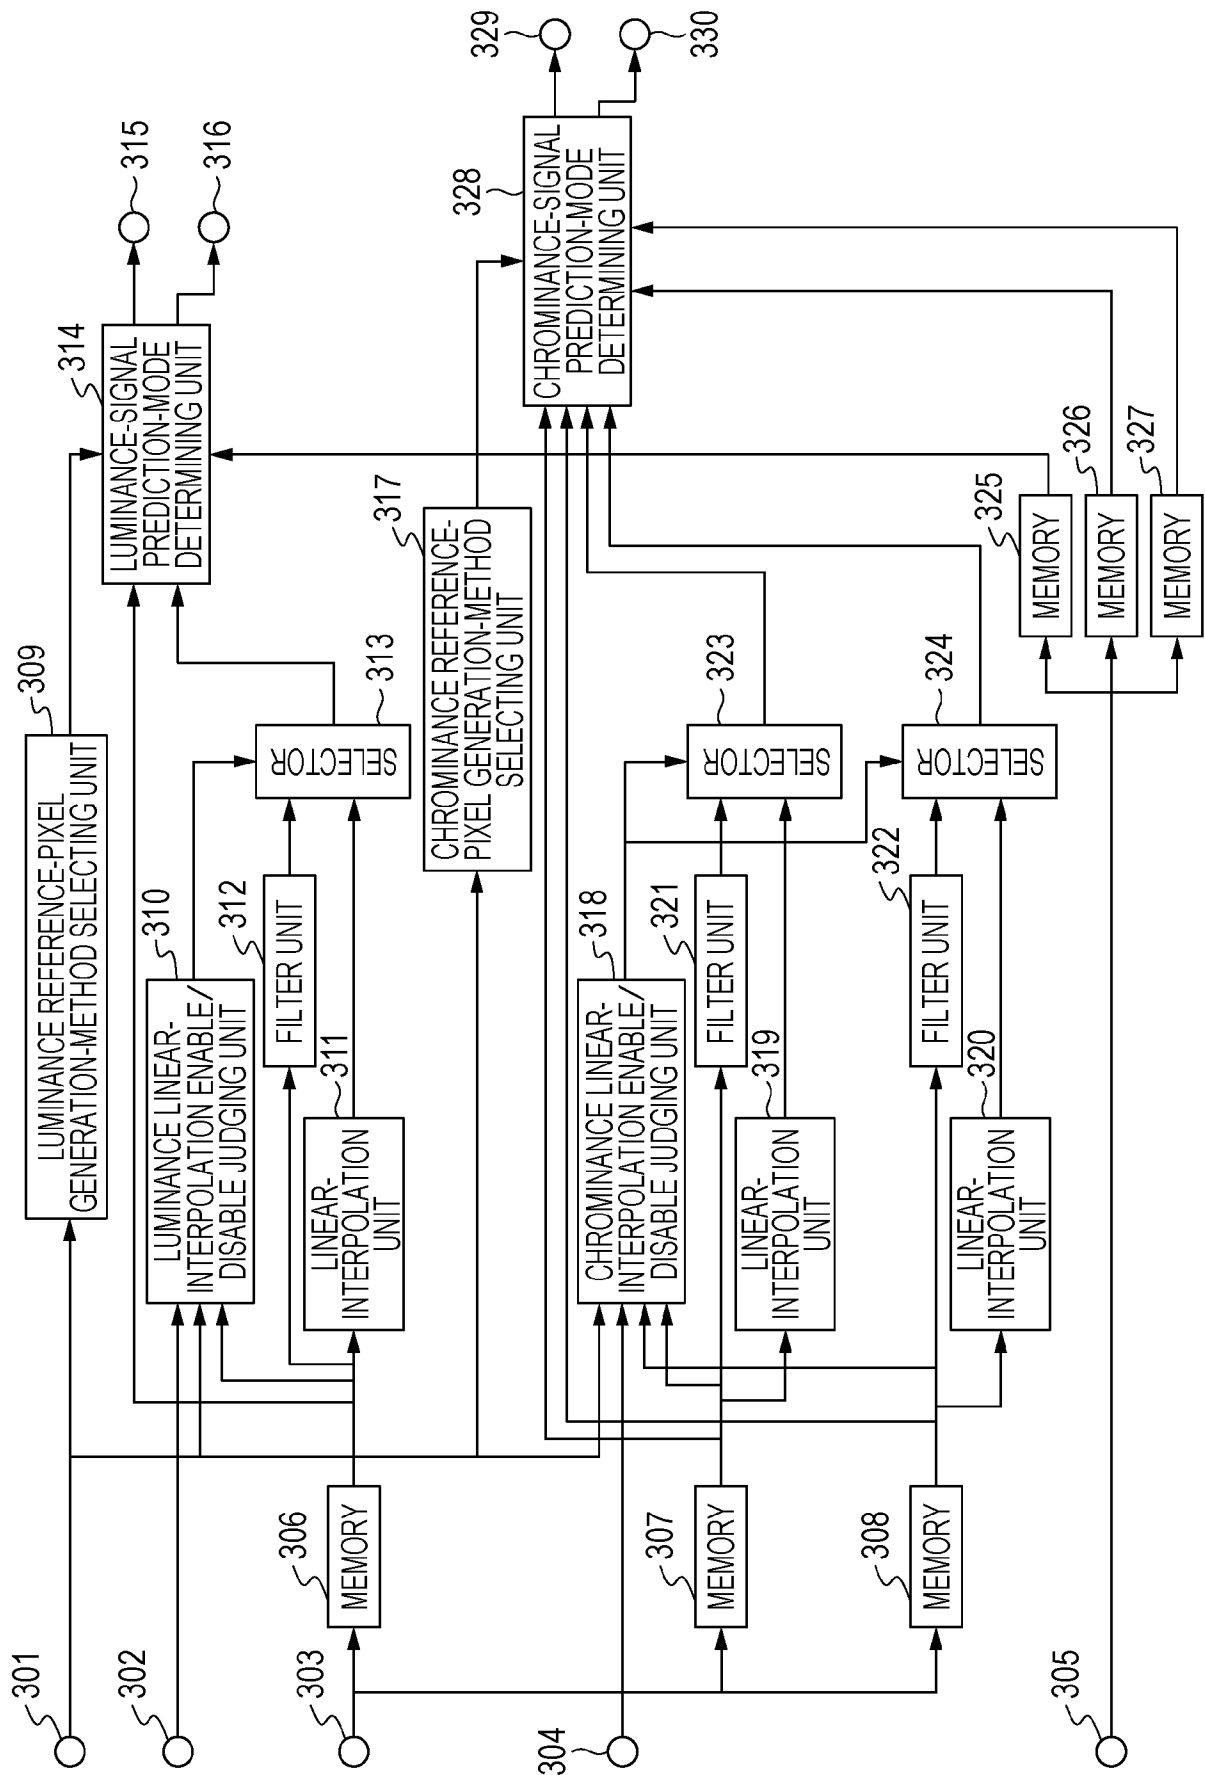 301
302
303
304
305
306
MEMORY
307
MEMORY
308
MEMORY
309
LUMINANCE REFERENCE-PIXEL
GENERATION-METHOD SELECTING UNIT
310
LUMINANCE LINEAR-
INTERPOLATION ENABLE/
DISABLE JUDGING UNIT
311
LINEAR-
INTERPOLATION
UNIT
312
FILTER UNIT
313
SELECTOR
314
LUMINANCE-SIGNAL
PREDICTION-MODE
DETERMINING UNIT
315
316
317
CHROMINANCE REFERENCE-
PIXEL GENERATION-METHOD
SELECTING UNIT
318
CHROMINANCE LINEAR-
INTERPOLATION ENABLE/
DISABLE JUDGING UNIT
319
LINEAR-
INTERPOLATION
UNIT
320
LINEAR-
INTERPOLATION
UNIT
321
FILTER UNIT
322
FILTER UNIT
323
SELECTOR
324
SELECTOR
325
MEMORY
326
MEMORY
327
MEMORY
328
CHROMINANCE-SIGNAL
PREDICTION-MODE
DETERMINING UNIT
329
330